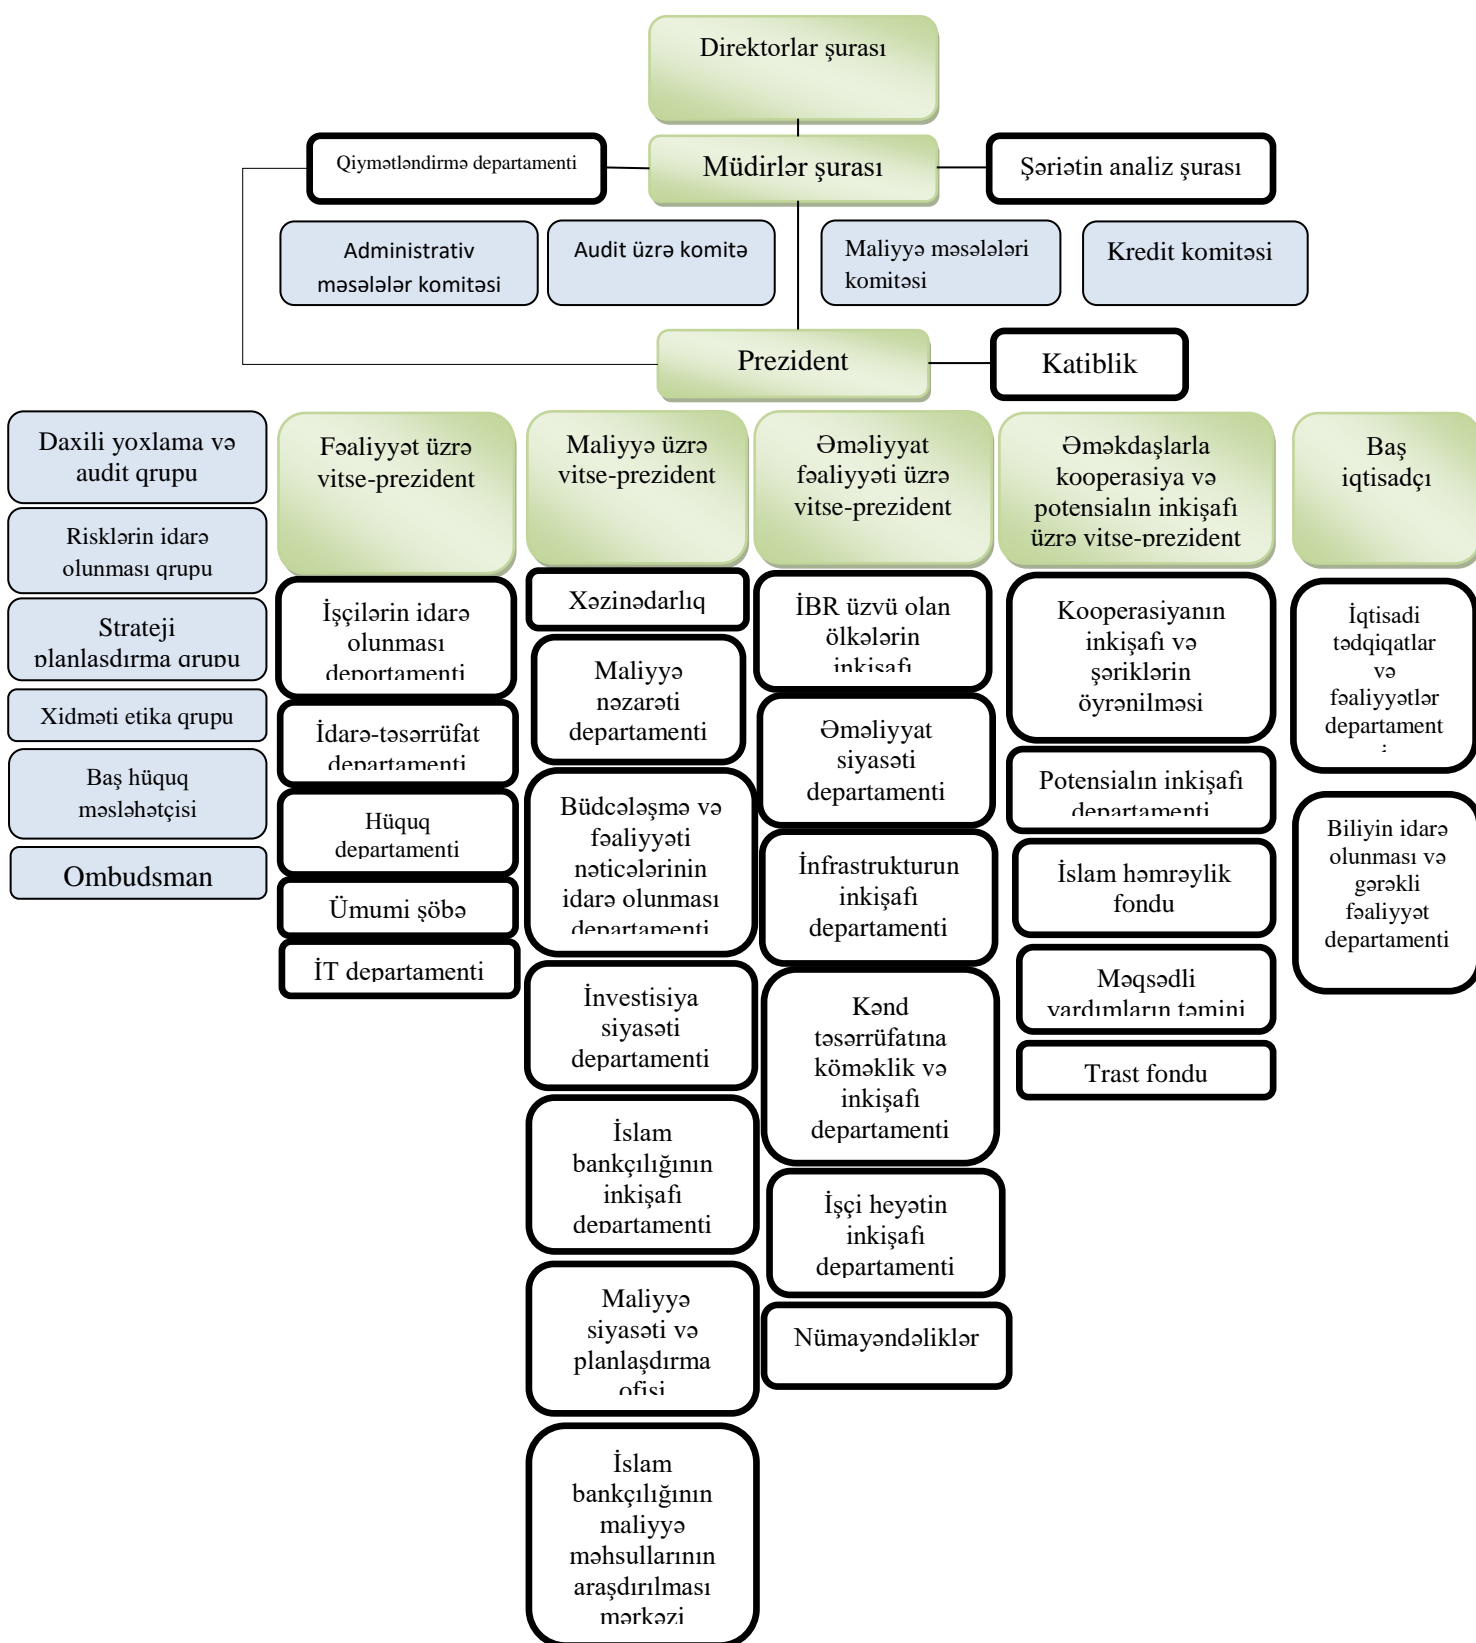 Direktorlar şurası
Qiymətləndirmə departamenti
Müdirlər şurası
Şəriətin analiz şurası
Administrativ
məsələlər komitəsi
Audit üzrə komitə
Maliyyə məsələləri
komitəsi
Kredit komitəsi
Prezident
Katiblik
Daxili yoxlama və
audit qrupu
Risklərin idarə
olunması qrupu
Strateji
planlaşdırma qrupu
Xidməti etika qrupu
Baş hüquq
məsləhətçisi
Ombudsman
Fəaliyyət üzrə
vitse-prezident
İşçilərin idarə
olunması
deportamenti
İdarə-təsərrüfat
departamenti
Hüquq
departamenti
Ümumi şöbə
İT departamenti
Maliyyə üzrə
vitse-prezident
Xəzinədarlıq
Maliyyə
nəzarəti
departamenti
Büdcələşmə və
fəaliyyəti
nəticələrinin
idarə olunması
departamenti
İnvestisiya
siyasəti
departamenti
İslam
bankçılığının
inkişafı
departamenti
Maliyyə
siyasəti və
planlaşdırma
ofisi
İslam
bankçılığının
maliyyə
məhsullarının
araşdırılması
mərkəzi
Əməliyyat
fəaliyyəti üzrə
vitse-prezident
İBR üzvü olan
ölkələrin
inkişafı
Əməliyyat
siyasəti
departamenti
İnfrastrukturun
inkişafı
departamenti
Kənd
təsərrüfatına
köməklik və
inkişafı
departamenti
İşçi heyətin
inkişafı
departamenti
Nümayəndəliklər
Əməkdaşlarla
kooperasiya və
potensialın inkişafı
üzrə vitse-prezident
Kooperasiyanın
inkişafı və
şəriklərin
öyrənilməsi
Potensialın inkişafı
departamenti
İslam həmrəylik
fondu
Məqsədli
yardımların təmini
Trast fondu
Baş
iqtisadçı
İqtisadi
tədqiqatlar
və
fəaliyyətlər
departament
i
Biliyin idarə
olunması və
gərəkli
fəaliyyət
departamenti